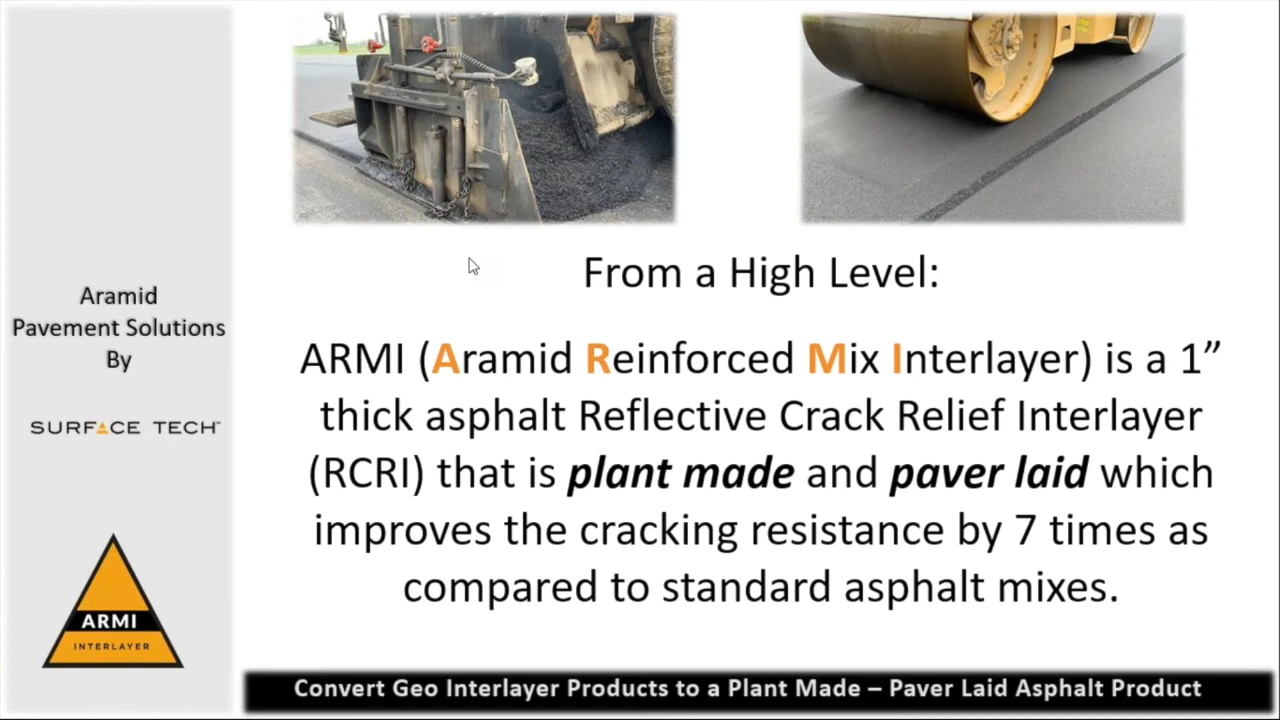 Aramid
Pavement Solutions
By
SURFACE TECH™
ARMI
INTERLAYER
From a High Level:
ARMI (Aramid Reinforced Mix Interlayer) is a 1”
thick asphalt Reflective Crack Relief Interlayer
(RCRI) that is plant made and paver laid which
improves the cracking resistance by 7 times as
compared to standard asphalt mixes.
Convert Geo Interlayer Products to a Plant Made – Paver Laid Asphalt Product